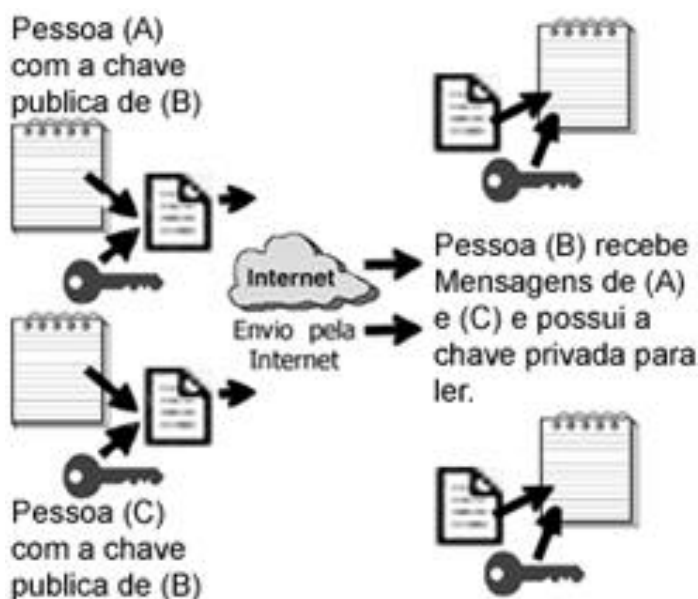 Pessoa (A)
com a chave
publica de (B)
Internet
Envio pela
Internet
Pessoa (B) recebe
Mensagens de (A)
e (C) e possui a
chave privada para
ler.
Pessoa (C)
com a chave
publica de (B)